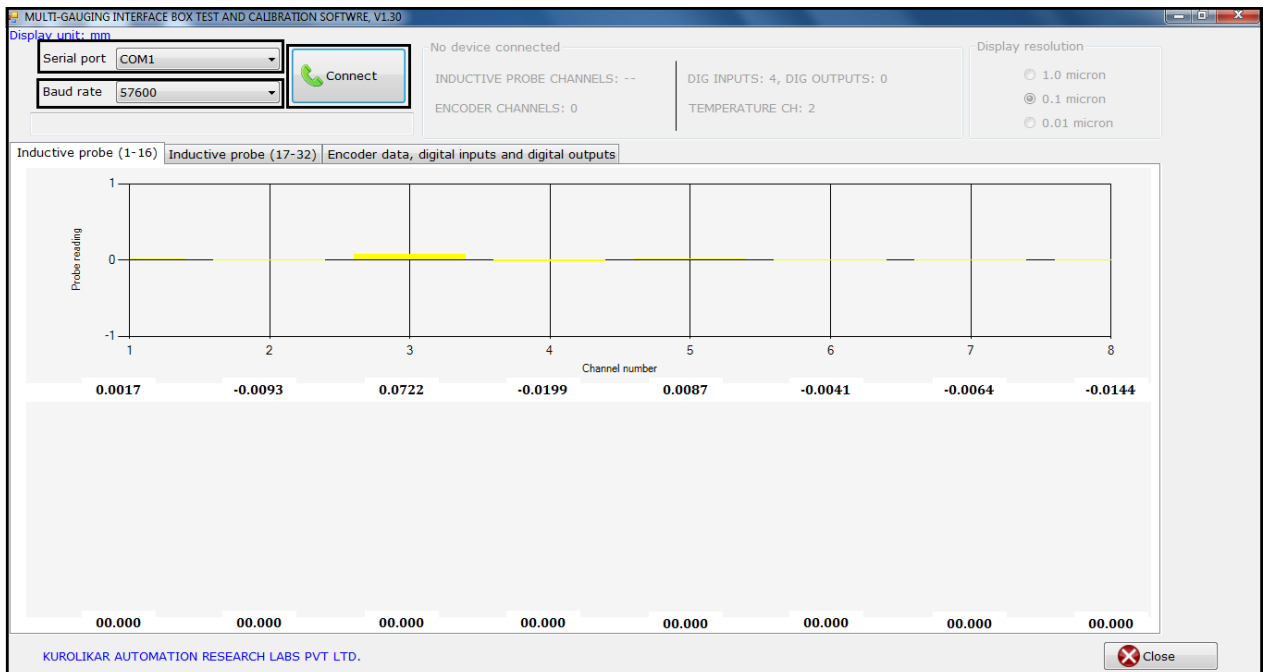 MULTI-GAUGING INTERFACE BOX TEST AND CALIBRATION SOFTWRE, V1.30
Display unit: mm
Serial port COM1
Baud rate 57600
Connect
No device connected
INDUCTIVE PROBE CHANNELS: --
ENCODER CHANNELS: 0
DIG INPUTS: 4, DIG OUTPUTS: 0
TEMPERATURE CH: 2
Display resolution
1.0 micron
0.1 micron
0.01 micron
Inductive probe (1-16) Inductive probe (17-32) Encoder data, digital inputs and digital outputs
Probe reading
1
0
-1
1 2 3 4 5 6 7 8
Channel number
0.0017 -0.0093 0.0722 -0.0199 0.0087 -0.0041 -0.0064 -0.0144
00.000 00.000 00.000 00.000 00.000 00.000 00.000 00.000
KUROLIKAR AUTOMATION RESEARCH LABS PVT LTD.
Close